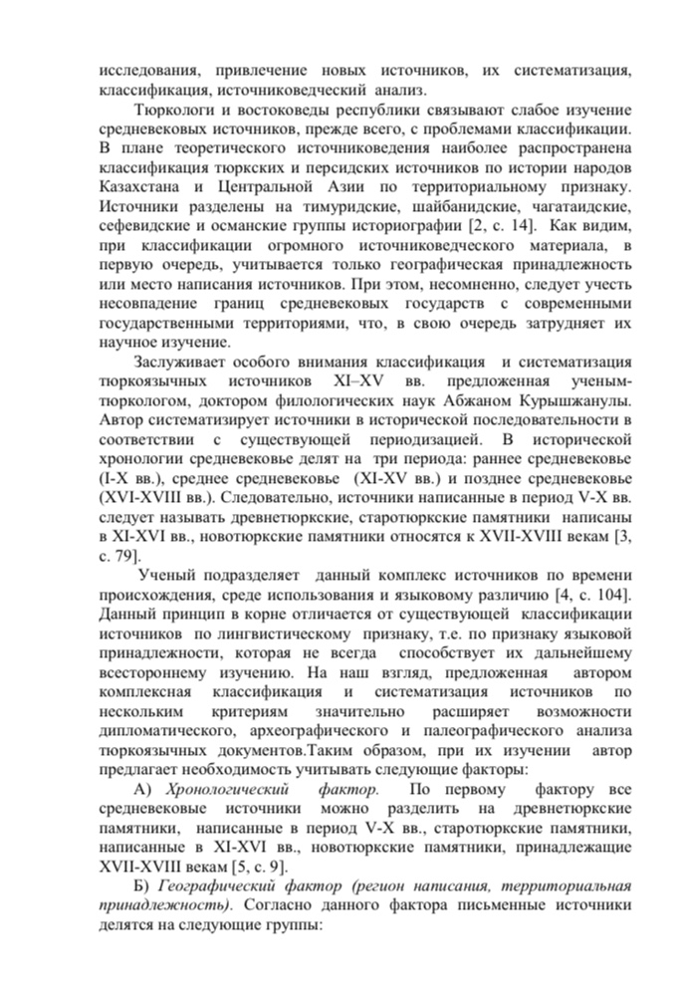 исследования, привлечение новых источников, их систематизация,
классификация, источниковедческий анализ.
Тюркологи и востоковеды республики связывают слабое изучение
средневековых источников, прежде всего, с проблемами классификации.
В плане теоретического источниковедения наиболее распространена
классификация тюркских и персидских источников по истории народов
Казахстана и Центральной Азии по территориальному признаку.
Источники разделены на тимуридские, шайбанидские, чагатаидские,
сефевидские и османские группы историографии [2, с. 14]. Как видим,
при классификации огромного источниковедческого материала, в
первую очередь, учитывается только географическая принадлежность
или место написания источников. При этом, несомненно, следует учесть
несовпадение границ средневековых государств с современными
государственными территориями, что, в свою очередь затрудняет их
научное изучение.
Заслуживает особого внимания классификация и систематизация
тюркоязычных источников XI–XV вв. предложенная ученым-
тюркологом, доктором филологических наук Абжаном Курышжанулы.
Автор систематизирует источники в исторической последовательности в
соответствии с существующей периодизацией. В исторической
хронологии средневековье делят на три периода: раннее средневековье
(I-X вв.), среднее средневековье (XI-XV вв.) и позднее средневековье
(XVI-XVIII вв.). Следовательно, источники написанные в период V-X вв.
следует называть древнетюркские, старотюркские памятники написаны
в XI-XVI вв., новотюркские памятники относятся к XVII-XVIII векам [3,
с. 79].
Ученый подразделяет данный комплекс источников по времени
происхождения, среде использования и языковому различию [4, с. 104].
Данный принцип в корне отличается от существующей классификации
источников по лингвистическому признаку, т.е. по признаку языковой
принадлежности, которая не всегда способствует их дальнейшему
всестороннему изучению. На наш взгляд, предложенная автором
комплексная классификация и систематизация источников по
нескольким критериям значительно расширяет возможности
дипломатического, археографического и палеографического анализа
тюркоязычных документов.Таким образом, при их изучении автор
предлагает необходимость учитывать следующие факторы:
А) Хронологический фактор. По первому фактору все
средневековые источники можно разделить на древнетюркские
памятники, написанные в период V-X вв., старотюркские памятники,
написанные в XI-XVI вв., новотюркские памятники, принадлежащие
XVII-XVIII векам [5, с. 9].
Б) Географический фактор (регион написания, территориальная
принадлежность). Согласно данного фактора письменные источники
делятся на следующие группы: